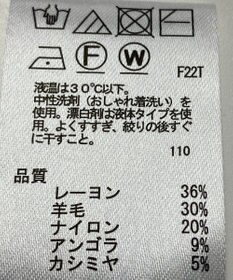 F22T
液温は30℃以下。
中性洗剤(おしゃれ着洗い)を
使用。漂白剤は液体タイプを使
用。よくすすぎ、絞りの後すぐ
に干すこと。
110
品質
レーヨン 36%
羊毛 30%
ナイロン 20%
アンゴラ 9%
カシミヤ 5%